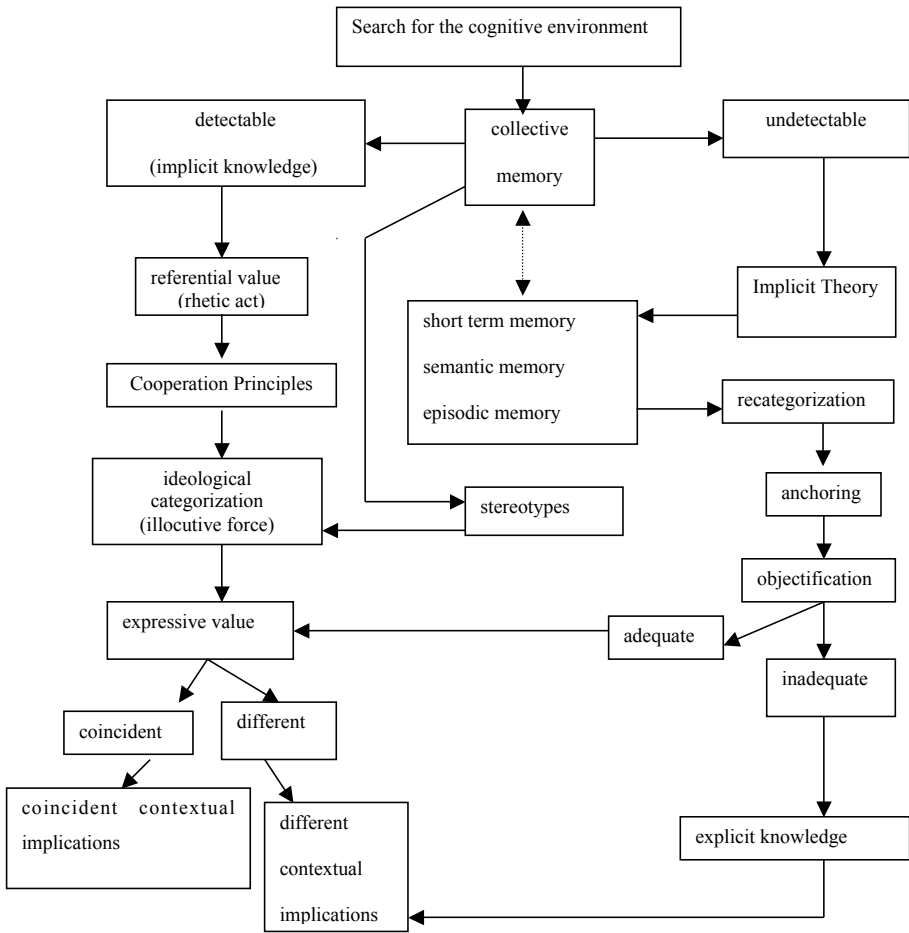 Search for the cognitive environment
detectable
(implicit knowledge)
collective
memory
undetectable
referential value
(rhetic act)
Implicit Theory
short term memory
semantic memory
episodic memory
Cooperation Principles
recategorization
ideological
categorization
(illocutive force)
stereotypes
anchoring
objectification
expressive value
adequate
inadequate
coincident
different
coincident contextual
implications
different
contextual
implications
explicit knowledge